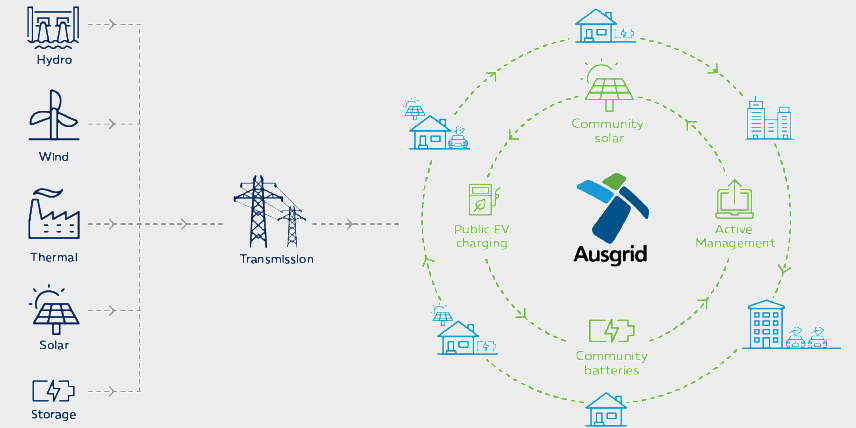 Hydro
Wind
Thermal
Solar
Storage
Transmission
Community
solar
Public EV
charging
Ausgrid
Active
Management
Community
batteries